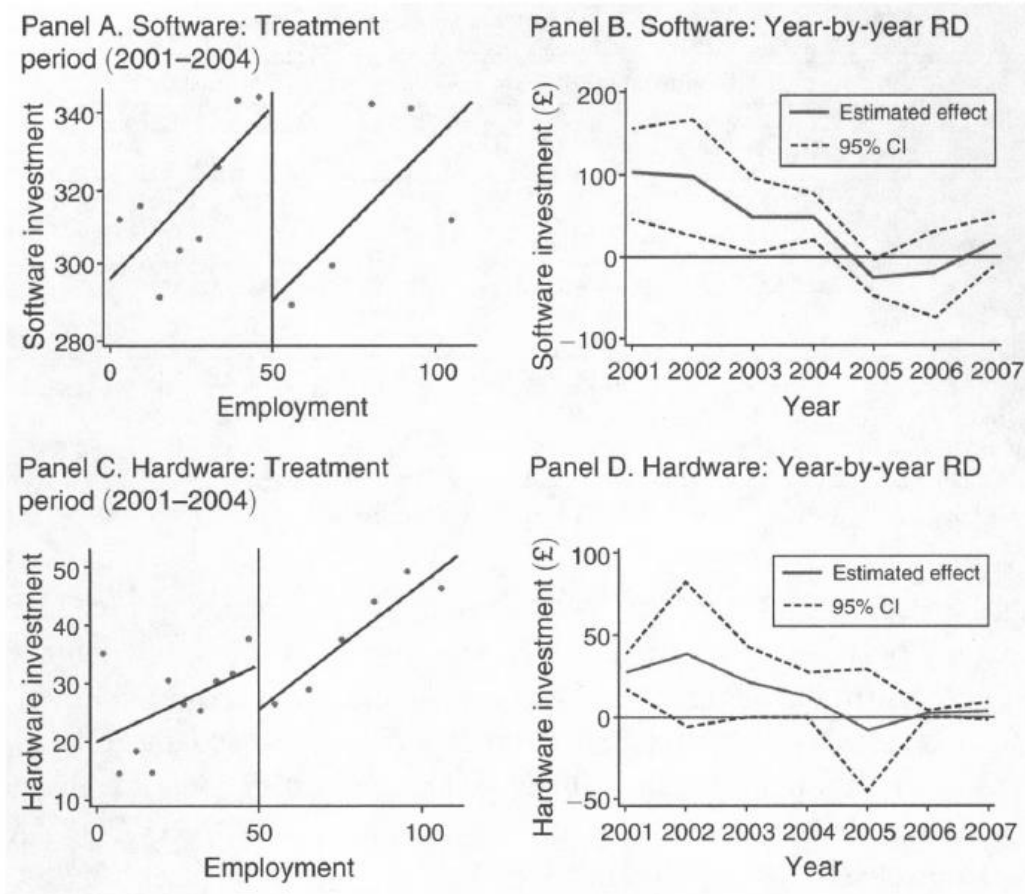 Panel A. Software: Treatment
period (2001–2004)
Software investment
340
320
300
280
0
50
100
Employment
Panel B. Software: Year-by-year RD
Software investment (£)
200
100
0
−100
Estimated effect
95% CI
2001 2002 2003 2004 2005 2006 2007
Year
Panel C. Hardware: Treatment
period (2001–2004)
Hardware investment
50
40
30
20
10
0
50
100
Employment
Panel D. Hardware: Year-by-year RD
Hardware investment (£)
100
50
0
−50
Estimated effect
95% CI
2001 2002 2003 2004 2005 2006 2007
Year